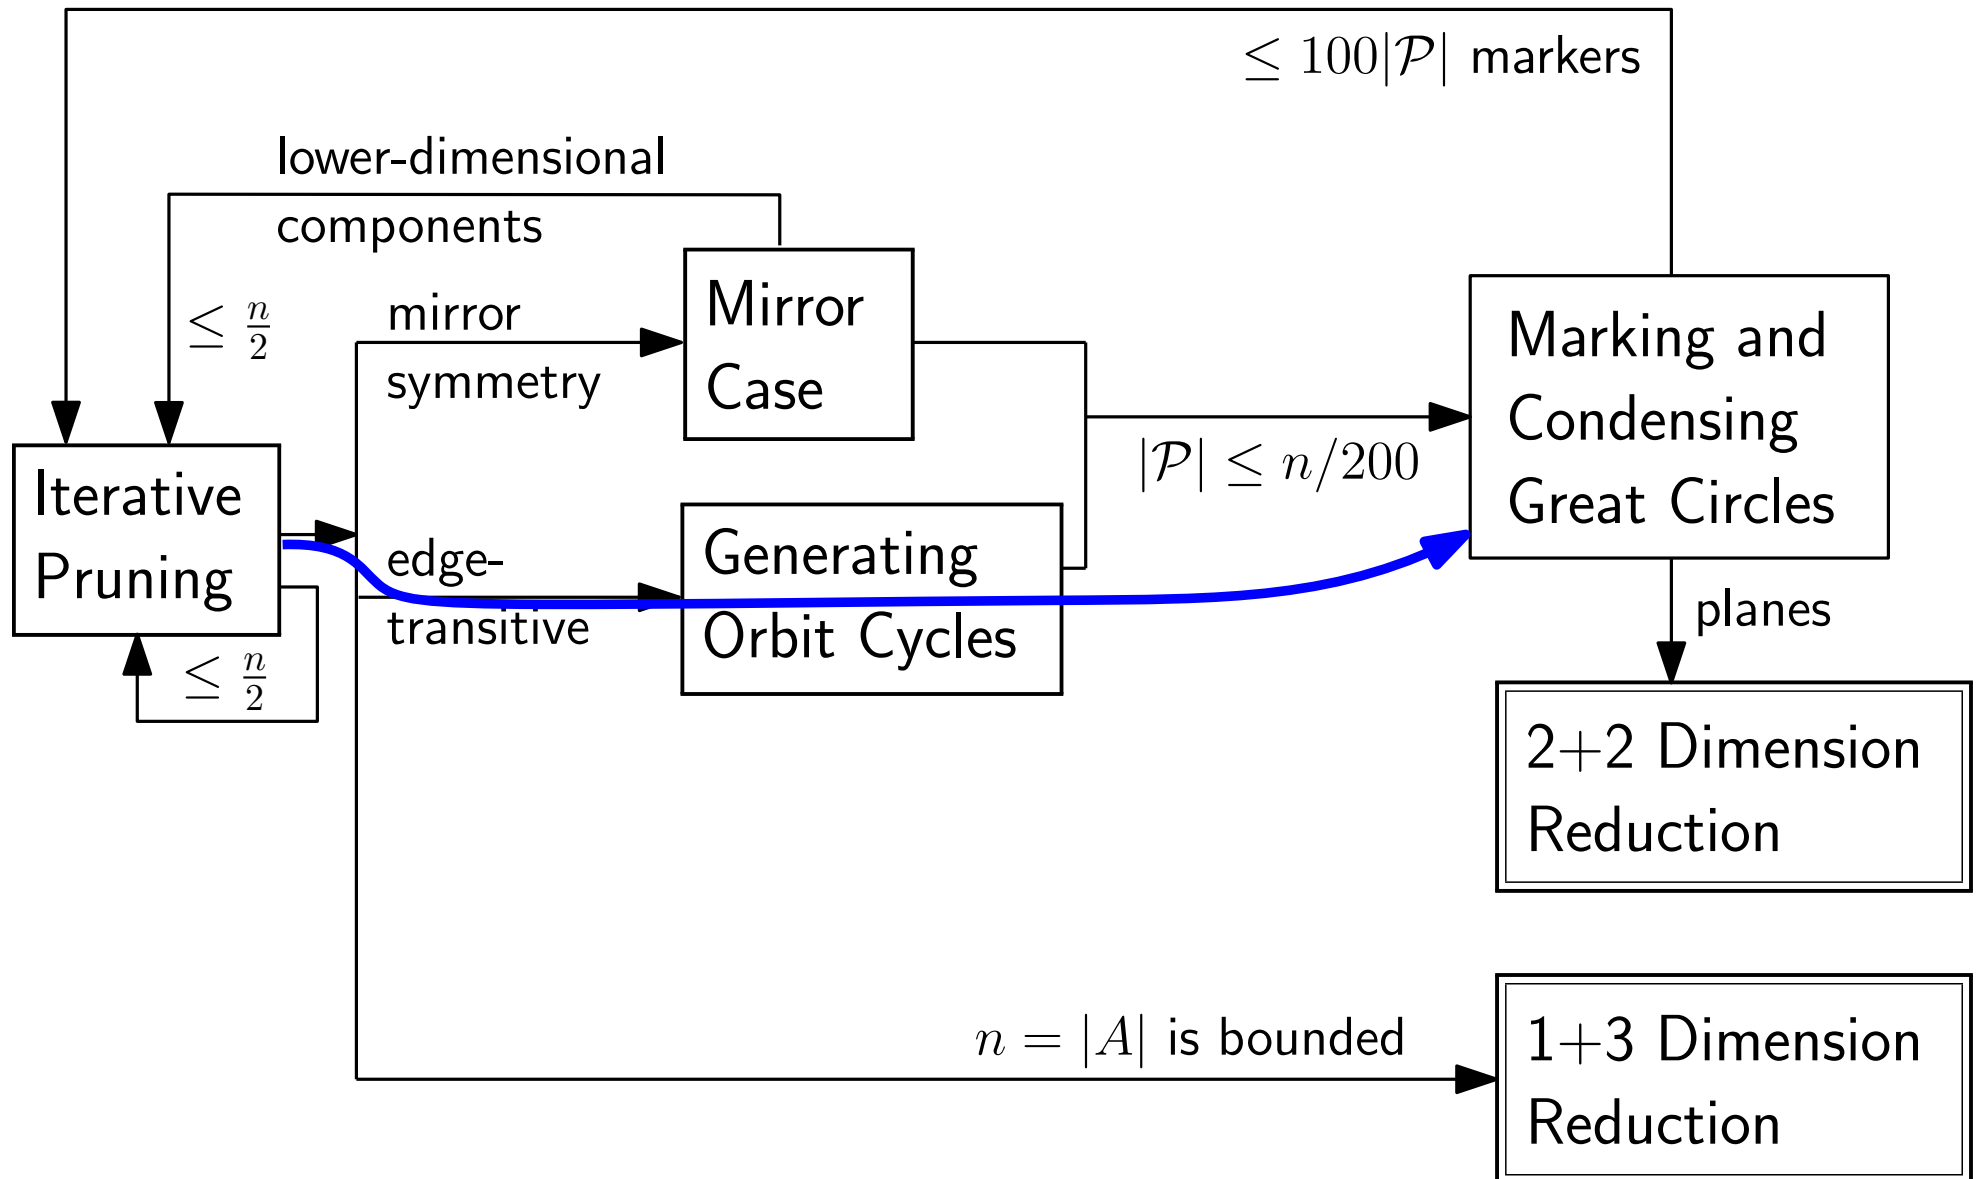 ≤ 100|𝒫| markers
lower-dimensional
components
≤ n/2
mirror
symmetry
Mirror
Case
Marking and
Condensing
Great Circles
|𝒫| ≤ n/200
Iterative
Pruning
≤ n/2
edge-
transitive
Generating
Orbit Cycles
planes
2+2 Dimension
Reduction
n = |A| is bounded
1+3 Dimension
Reduction